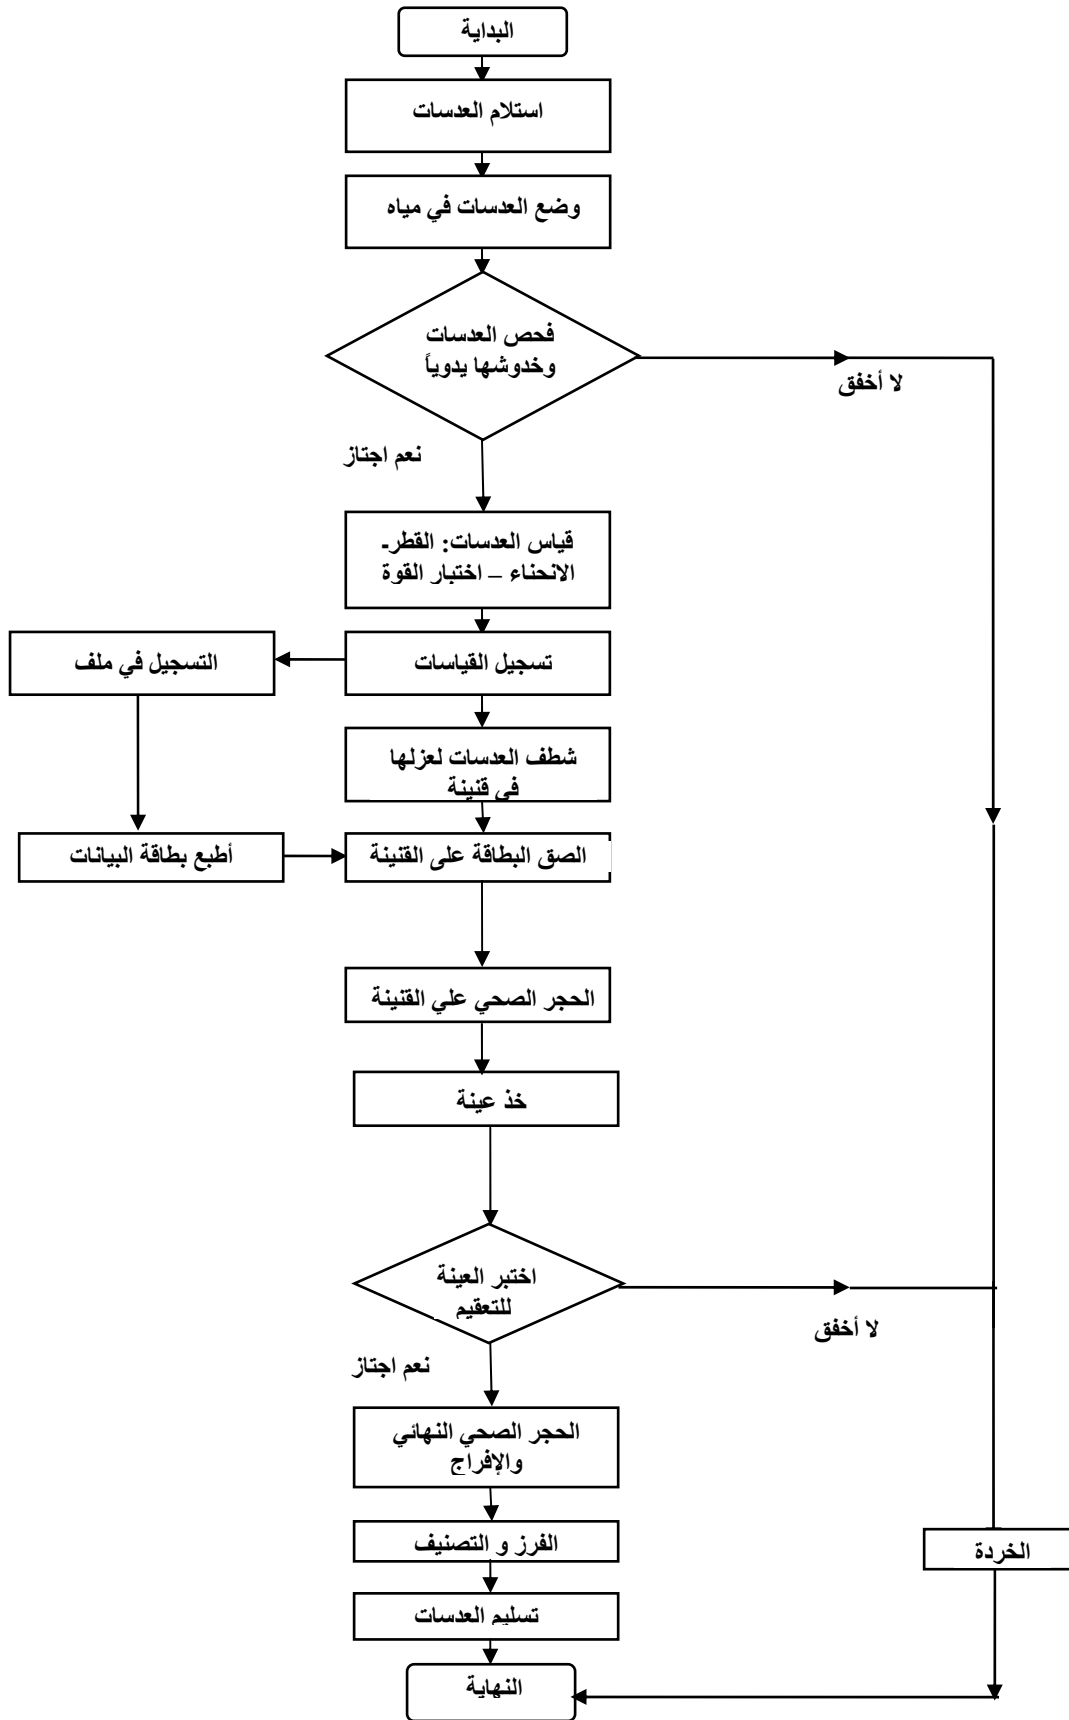 البداية
استلام العدسات
وضع العدسات في مياه
فحص العدسات
وخدوشها يدوياً
لا أخفق
نعم اجتاز
قياس العدسات: القطر-
الانحناء – اختبار القوة
تسجيل القياسات
التسجيل في ملف
شطف العدسات لعزلها
في قنينة
الصق البطاقة على القنينة
أطبع بطاقة البيانات
الحجر الصحي علي القنينة
خذ عينة
اختبر العينة
للتعقيم
لا أخفق
نعم اجتاز
الحجر الصحي النهائي
والإفراج
الفرز و التصنيف
الخردة
تسليم العدسات
النهاية